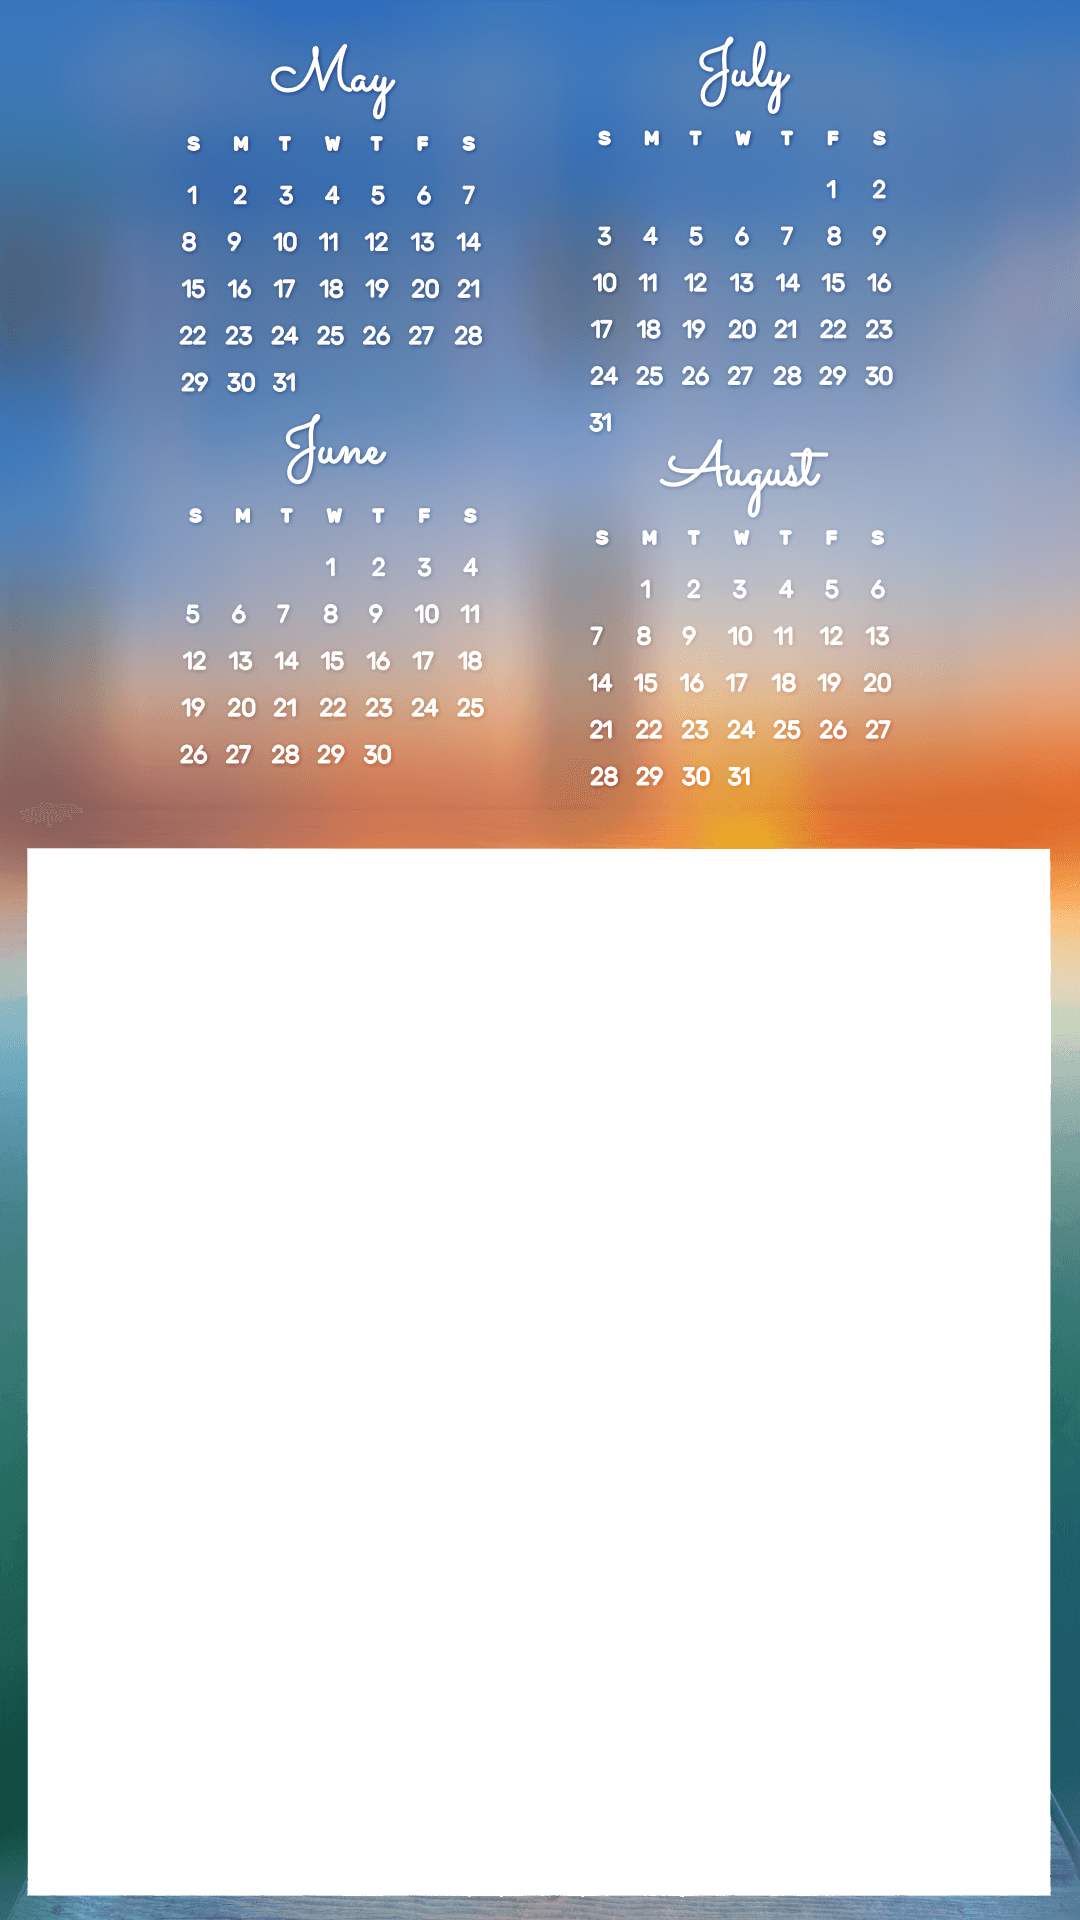 May
S M T W T F S
1 2 3 4 5 6 7
8 9 10 11 12 13 14
15 16 17 18 19 20 21
22 23 24 25 26 27 28
29 30 31
June
S M T W T F S
1 2 3 4
5 6 7 8 9 10 11
12 13 14 15 16 17 18
19 20 21 22 23 24 25
26 27 28 29 30
July
S M T W T F S
1 2
3 4 5 6 7 8 9
10 11 12 13 14 15 16
17 18 19 20 21 22 23
24 25 26 27 28 29 30
31
August
S M T W T F S
1 2 3 4 5 6
7 8 9 10 11 12 13
14 15 16 17 18 19 20
21 22 23 24 25 26 27
28 29 30 31